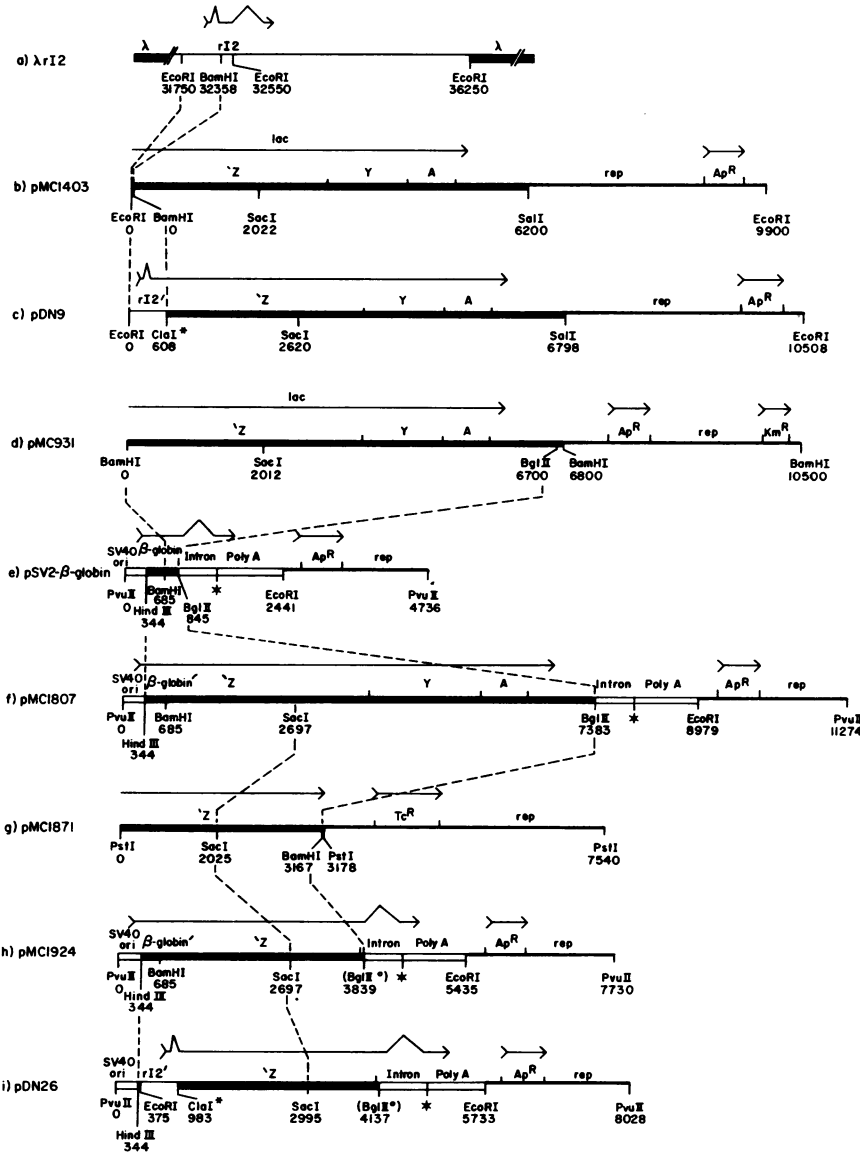 λ rI2 λ
a) λrI2
EcoRI BamHI EcoRI EcoRI
31750 32358 32550 36250
lac
`Z Y A rep ApR
b) pMC1403
EcoRI BamHI SacI SalI EcoRI
0 10 2022 6200 9900
rI2' `Z Y A rep ApR
c) pDN9
EcoRI ClaI* SacI SalI EcoRI
0 608 2620 6798 10508
lac
`Z Y A ApR rep KmR
d) pMC931
BamHI SacI BglII BamHI BamHI
0 2012 6700 6800 10500
SV40 ori β-globin Intron Poly A ApR rep
e) pSV2-β-globin
PvuII HindIII BamHI BglII * EcoRI PvuII
0 344 685 845 2441 4736
SV40 ori β-globin' `Z Y A Intron Poly A ApR rep
f) pMC1807
PvuII HindIII BamHI SacI BglII * EcoRI PvuII
0 344 685 2697 7383 8979 11274
`Z TcR rep
g) pMC1871
PstI SacI BamHI PstI PstI
0 2025 3167 3178 7540
SV40 ori β-globin' `Z Intron Poly A ApR rep
h) pMC1924
PvuII HindIII BamHI SacI (BglII°) * EcoRI PvuII
0 344 685 2697 3839 5435 7730
SV40 ori rI2' `Z Intron Poly A ApR rep
i) pDN26
PvuII HindIII EcoRI ClaI* SacI (BglII°) * EcoRI PvuII
0 344 375 983 2995 4137 5733 8028